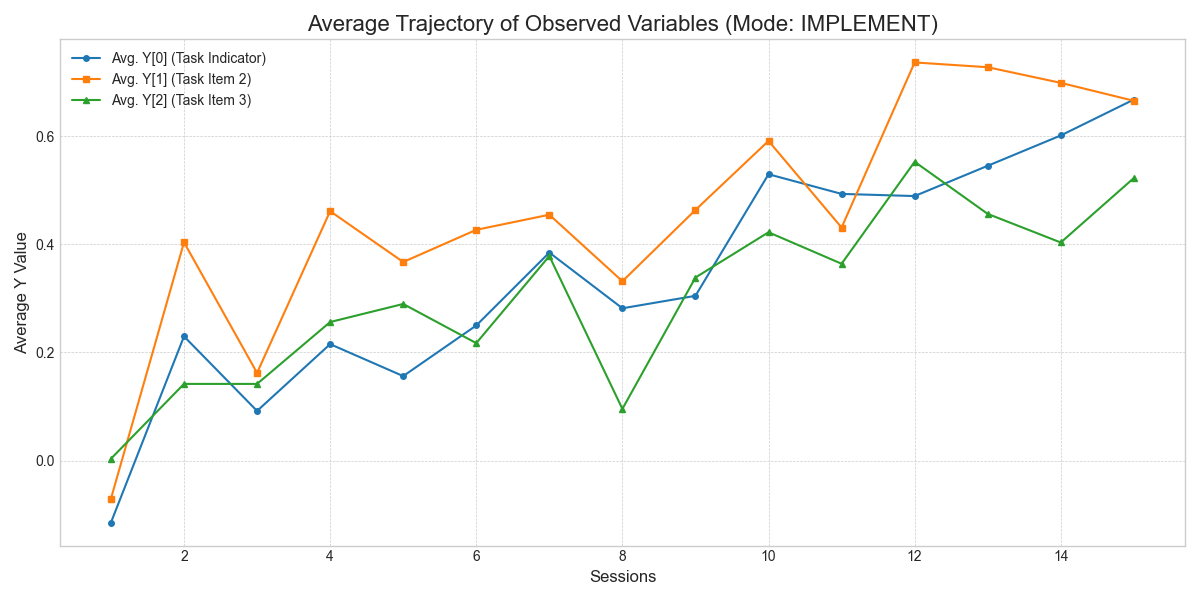 Average Trajectory of Observed Variables (Mode: IMPLEMENT)
Avg. Y[0] (Task Indicator)
Avg. Y[1] (Task Item 2)
Avg. Y[2] (Task Item 3)
Average Y Value
0.6
0.4
0.2
0.0
2 4 6 8 10 12 14
Sessions